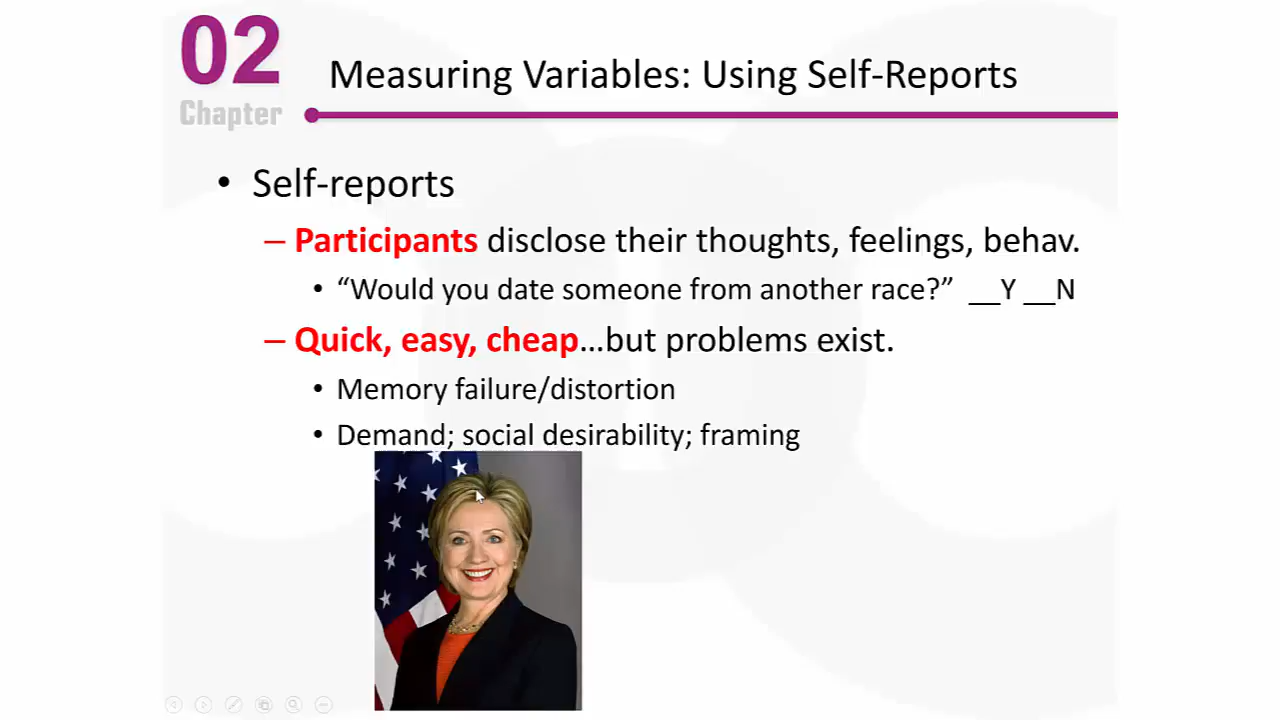 02
Chapter
Measuring Variables: Using Self-Reports
• Self-reports
– Participants disclose their thoughts, feelings, behav.
• “Would you date someone from another race?” __Y __N
– Quick, easy, cheap…but problems exist.
• Memory failure/distortion
• Demand; social desirability; framing